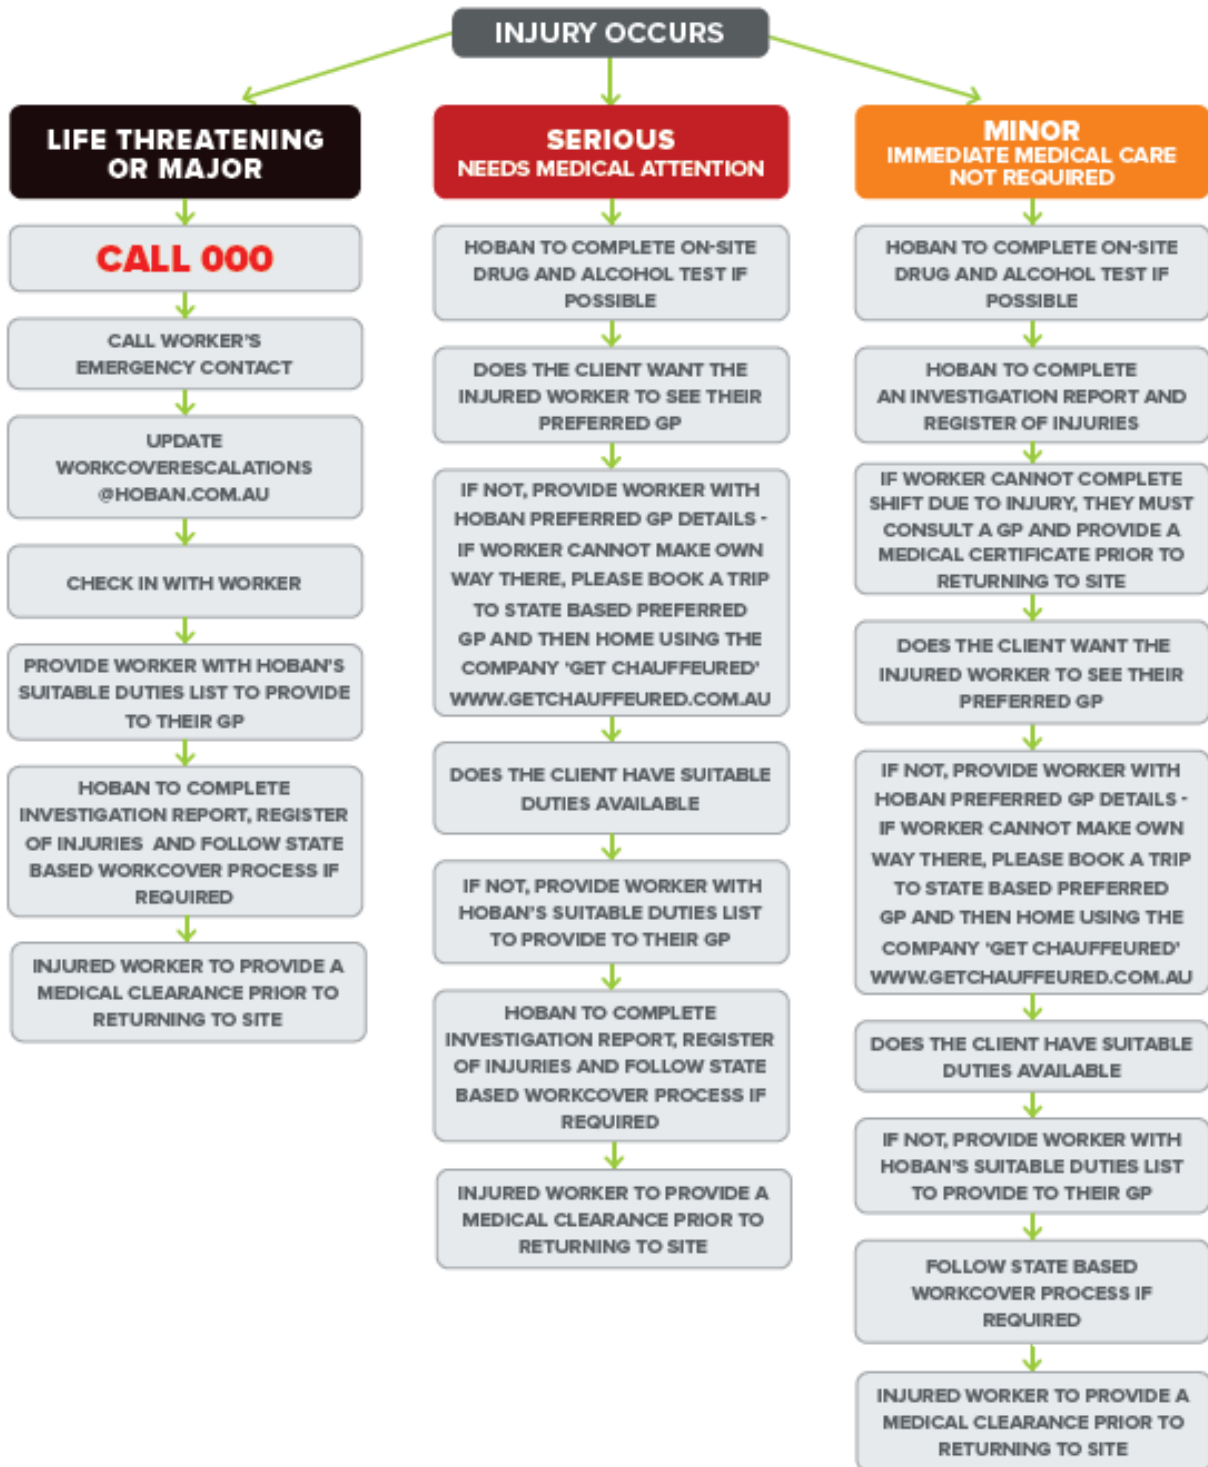 INJURY OCCURS
LIFE THREATENING
OR MAJOR
CALL 000
CALL WORKER'S
EMERGENCY CONTACT
UPDATE
WORKCOVERESCALATIONS
@HOBAN.COM.AU
CHECK IN WITH WORKER
PROVIDE WORKER WITH HOBAN'S
SUITABLE DUTIES LIST TO PROVIDE
TO THEIR GP
HOBAN TO COMPLETE
INVESTIGATION REPORT, REGISTER
OF INJURIES AND FOLLOW STATE
BASED WORKCOVER PROCESS IF
REQUIRED
INJURED WORKER TO PROVIDE A
MEDICAL CLEARANCE PRIOR TO
RETURNING TO SITE
SERIOUS
NEEDS MEDICAL ATTENTION
HOBAN TO COMPLETE ON-SITE
DRUG AND ALCOHOL TEST IF
POSSIBLE
DOES THE CLIENT WANT THE
INJURED WORKER TO SEE THEIR
PREFERRED GP
IF NOT, PROVIDE WORKER WITH
HOBAN PREFERRED GP DETAILS -
IF WORKER CANNOT MAKE OWN
WAY THERE, PLEASE BOOK A TRIP
TO STATE BASED PREFERRED
GP AND THEN HOME USING THE
COMPANY 'GET CHAUFFEURED'
WWW.GETCHAUFFEURED.COM.AU
DOES THE CLIENT HAVE SUITABLE
DUTIES AVAILABLE
IF NOT, PROVIDE WORKER WITH
HOBAN'S SUITABLE DUTIES LIST
TO PROVIDE TO THEIR GP
HOBAN TO COMPLETE
INVESTIGATION REPORT, REGISTER
OF INJURIES AND FOLLOW STATE
BASED WORKCOVER PROCESS IF
REQUIRED
INJURED WORKER TO PROVIDE A
MEDICAL CLEARANCE PRIOR TO
RETURNING TO SITE
MINOR
IMMEDIATE MEDICAL CARE
NOT REQUIRED
HOBAN TO COMPLETE ON-SITE
DRUG AND ALCOHOL TEST IF
POSSIBLE
HOBAN TO COMPLETE
AN INVESTIGATION REPORT AND
REGISTER OF INJURIES
IF WORKER CANNOT COMPLETE
SHIFT DUE TO INJURY, THEY MUST
CONSULT A GP AND PROVIDE A
MEDICAL CERTIFICATE PRIOR TO
RETURNING TO SITE
DOES THE CLIENT WANT THE
INJURED WORKER TO SEE THEIR
PREFERRED GP
IF NOT, PROVIDE WORKER WITH
HOBAN PREFERRED GP DETAILS -
IF WORKER CANNOT MAKE OWN
WAY THERE, PLEASE BOOK A TRIP
TO STATE BASED PREFERRED
GP AND THEN HOME USING THE
COMPANY 'GET CHAUFFEURED'
WWW.GETCHAUFFEURED.COM.AU
DOES THE CLIENT HAVE SUITABLE
DUTIES AVAILABLE
IF NOT, PROVIDE WORKER WITH
HOBAN'S SUITABLE DUTIES LIST
TO PROVIDE TO THEIR GP
FOLLOW STATE BASED
WORKCOVER PROCESS IF
REQUIRED
INJURED WORKER TO PROVIDE A
MEDICAL CLEARANCE PRIOR TO
RETURNING TO SITE